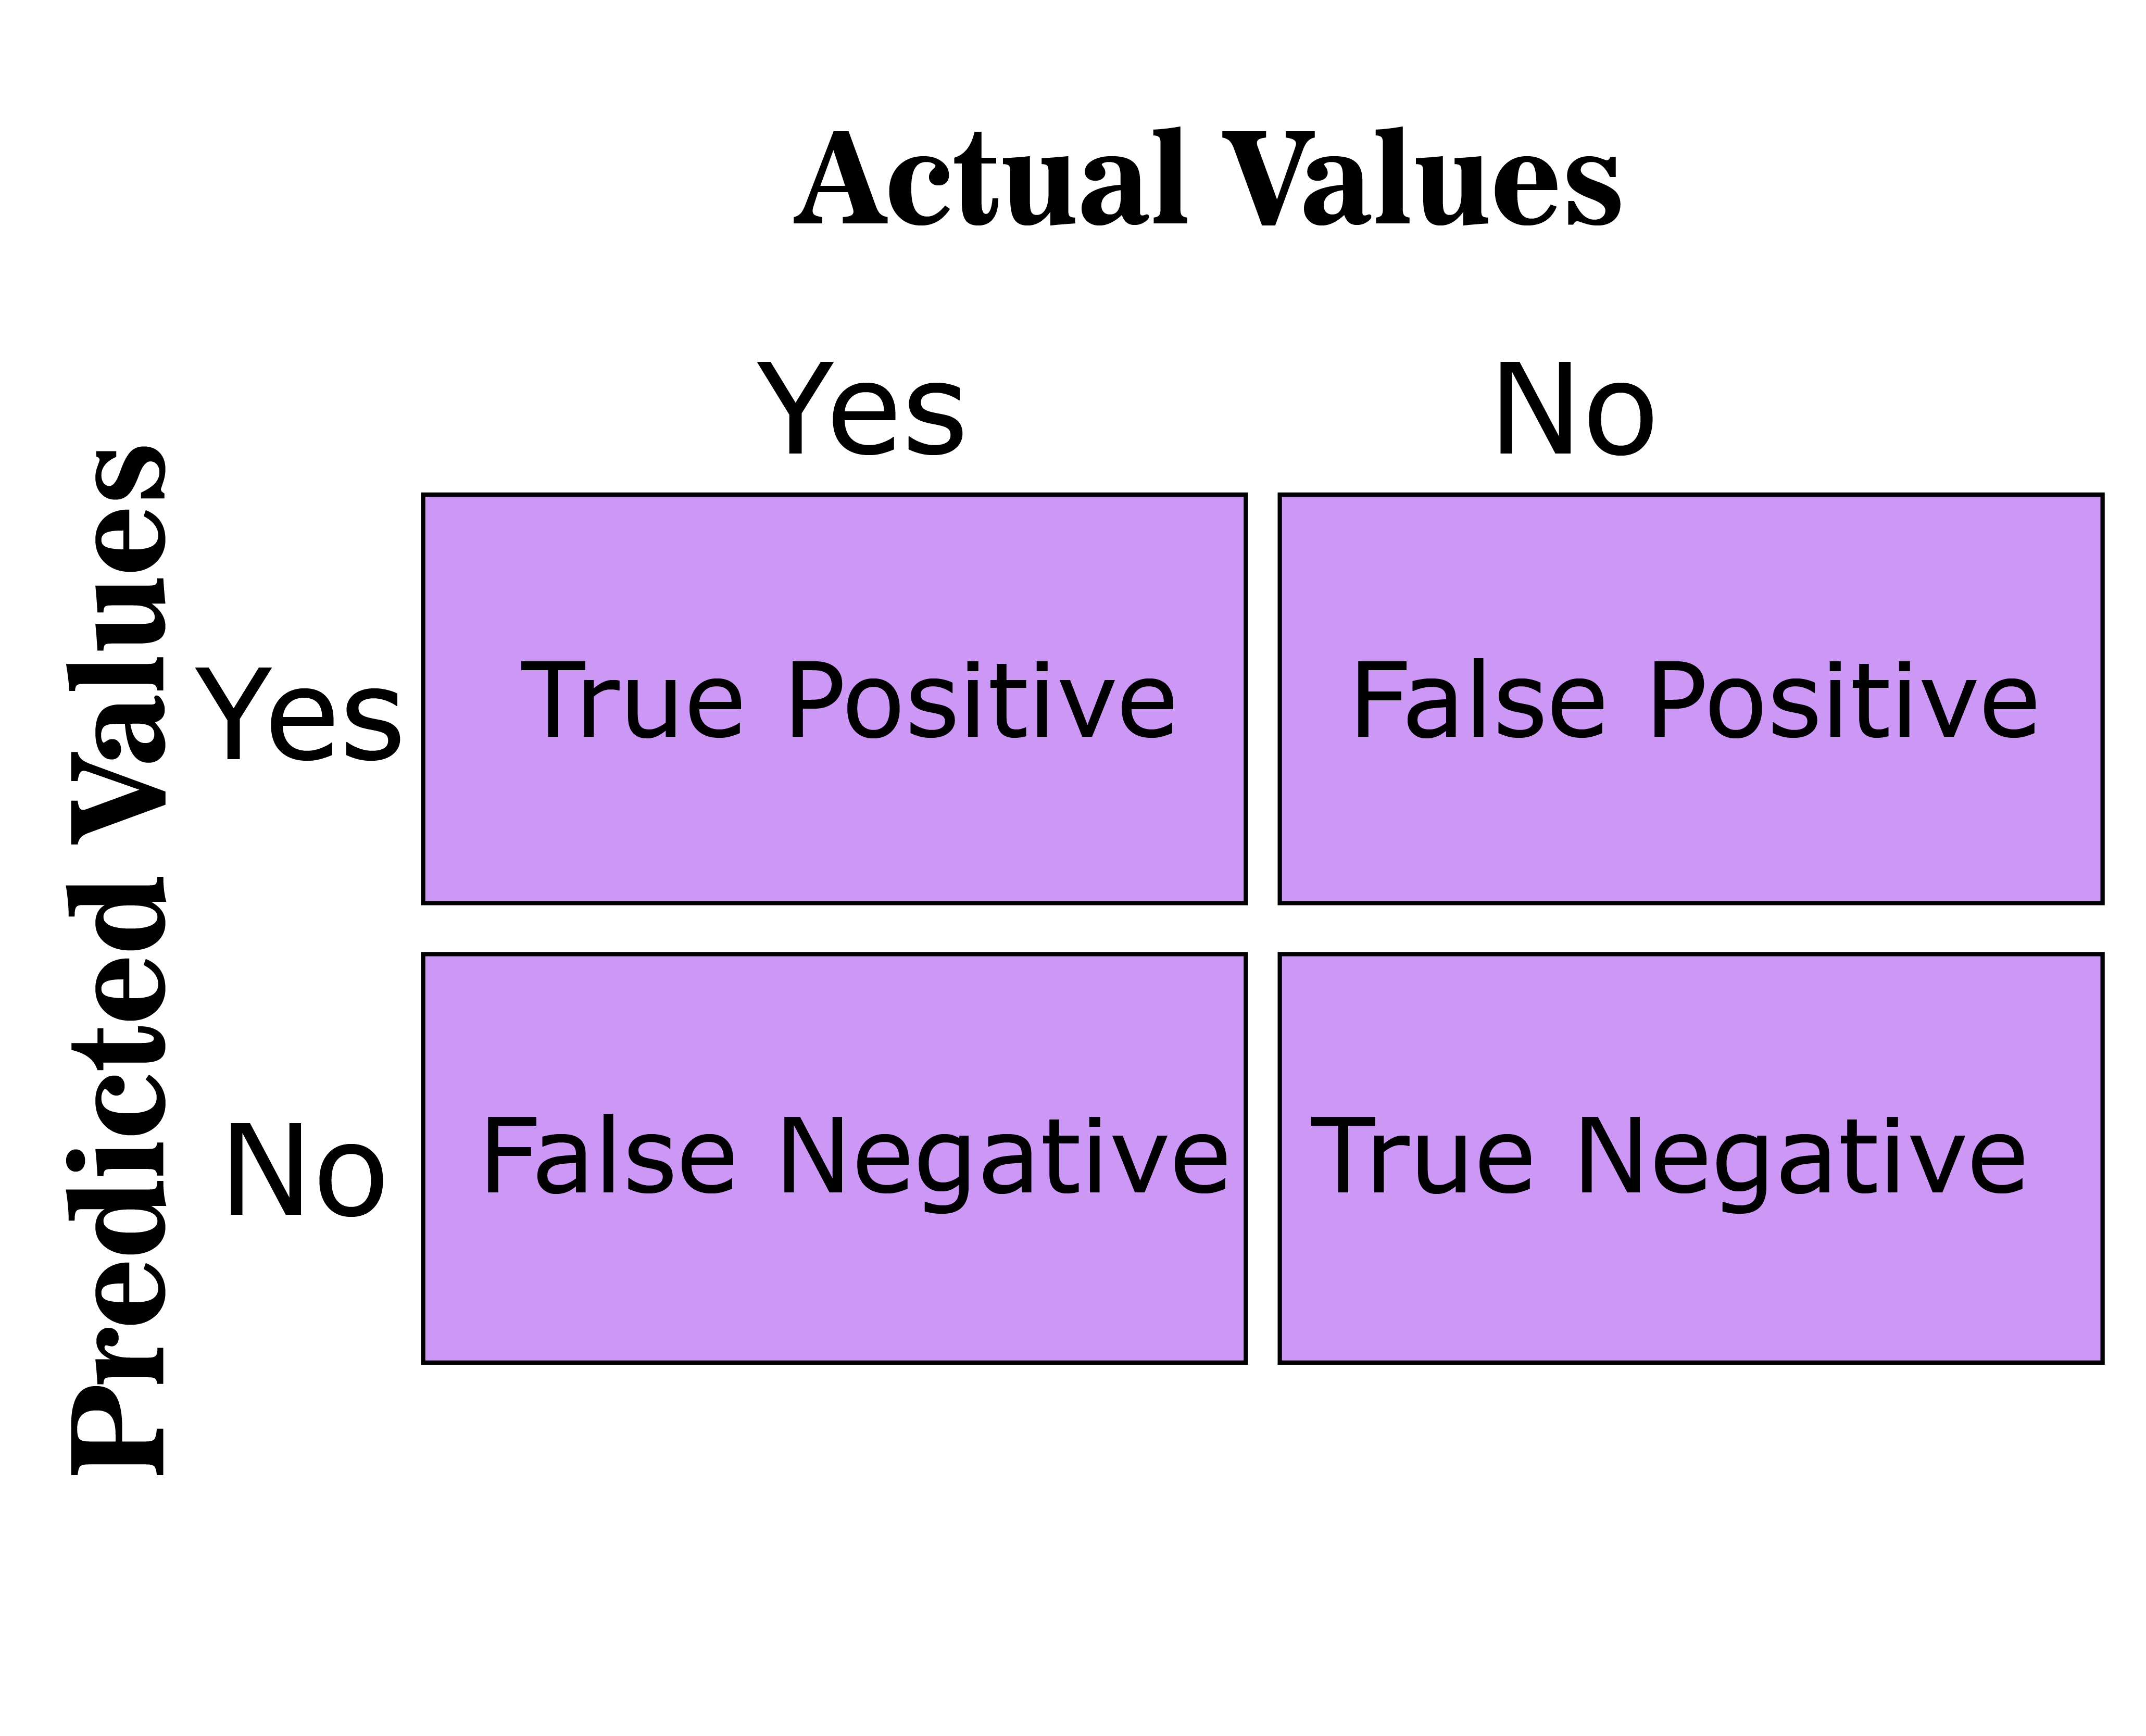 Actual Values
Yes No
Predicted Values
Yes True Positive False Positive
No False Negative True Negative